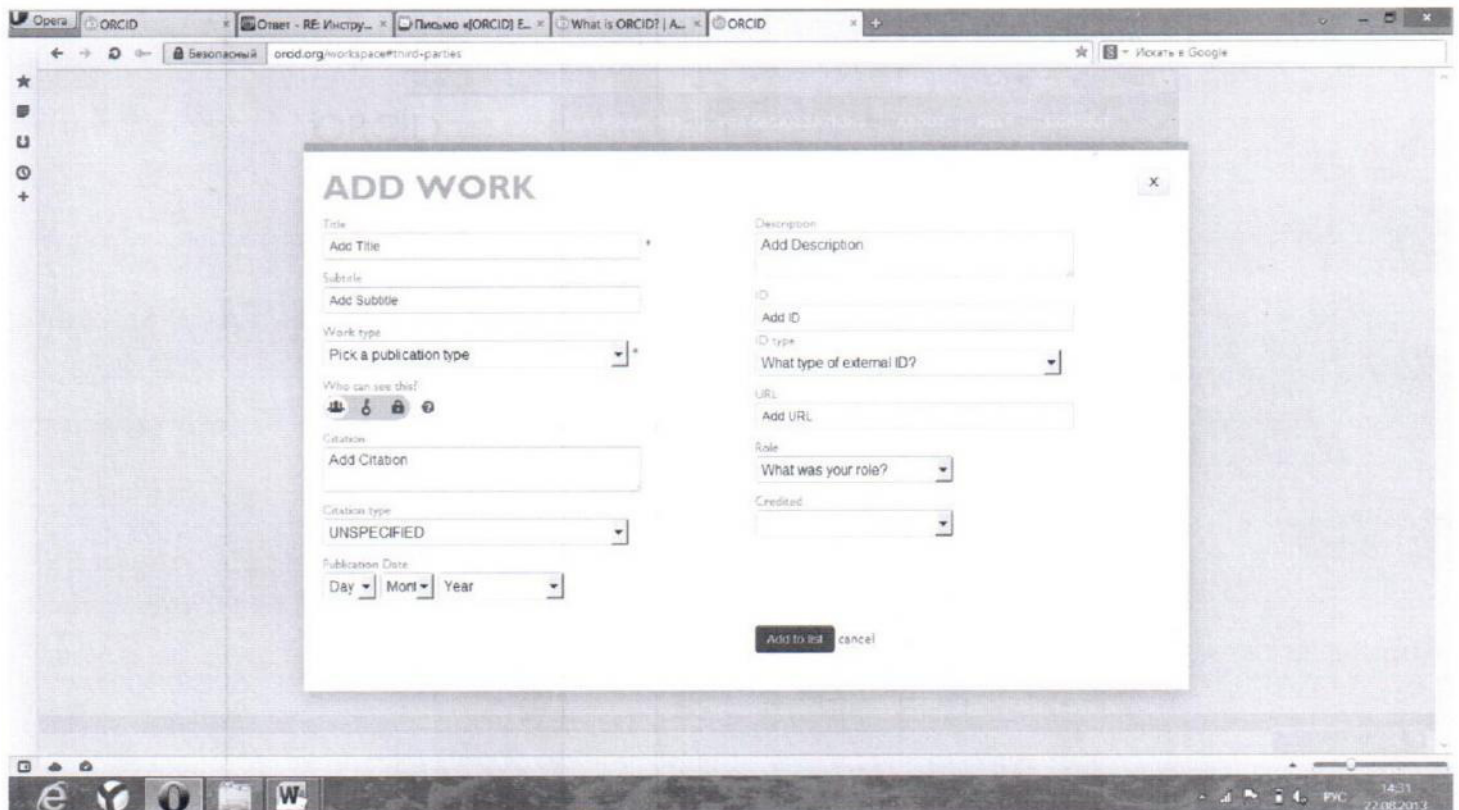 Opera ORCID Ответ - RE: Инстру... Письмо «[ORCID] E... What is ORCID? | A... ORCID
Безопасный orcid.org/workspace#third-parties Искать в Google
ADD WORK
X
Title
Add Title *
Subtitle
Add Subtitle
Work type
Pick a publication type *
Who can see this?
Citation
Add Citation
Citation type
UNSPECIFIED
Publication Date
Day Mont Year
Description
Add Description
ID
Add ID
ID type
What type of external ID?
URL
Add URL
Role
What was your role?
Credited
Add to list cancel
РУС 14:31
22.08.2013